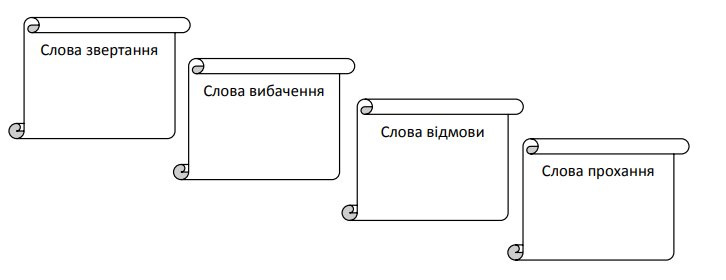 Слова звертання
Слова вибачення
Слова відмови
Слова прохання